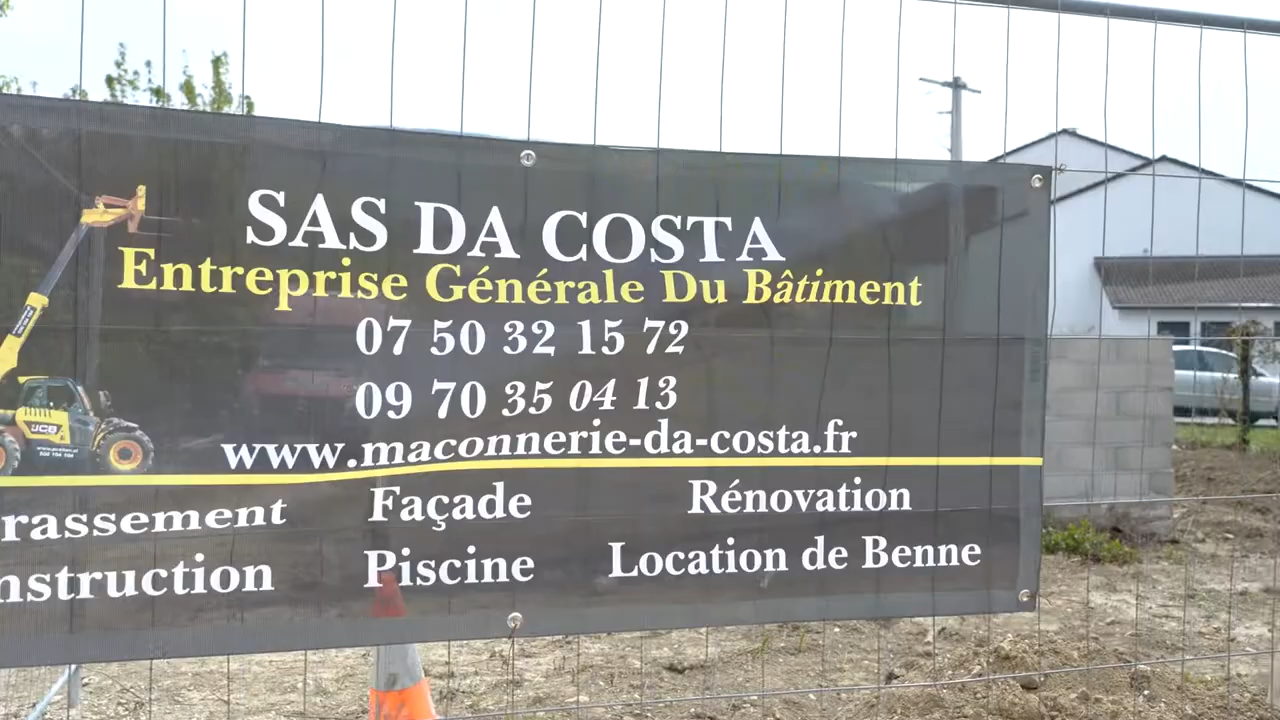 SAS DA COSTA
Entreprise Générale Du Bâtiment
07 50 32 15 72
09 70 35 04 13
www.maconnerie-da-costa.fr
rassement Façade Rénovation
nstruction Piscine Location de Benne
JCB